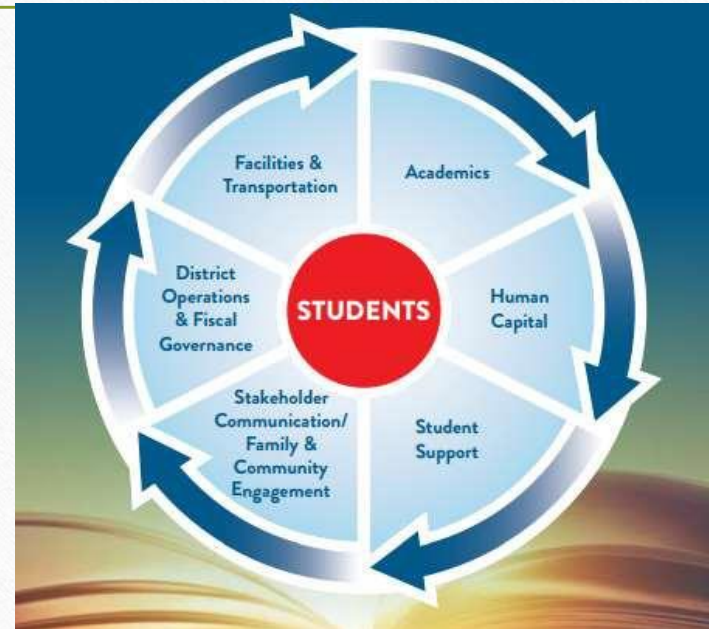 Facilities &
Transportation
Academics
District
Operations
& Fiscal
Governance
STUDENTS
Human
Capital
Stakeholder
Communication/
Family &
Community
Engagement
Student
Support